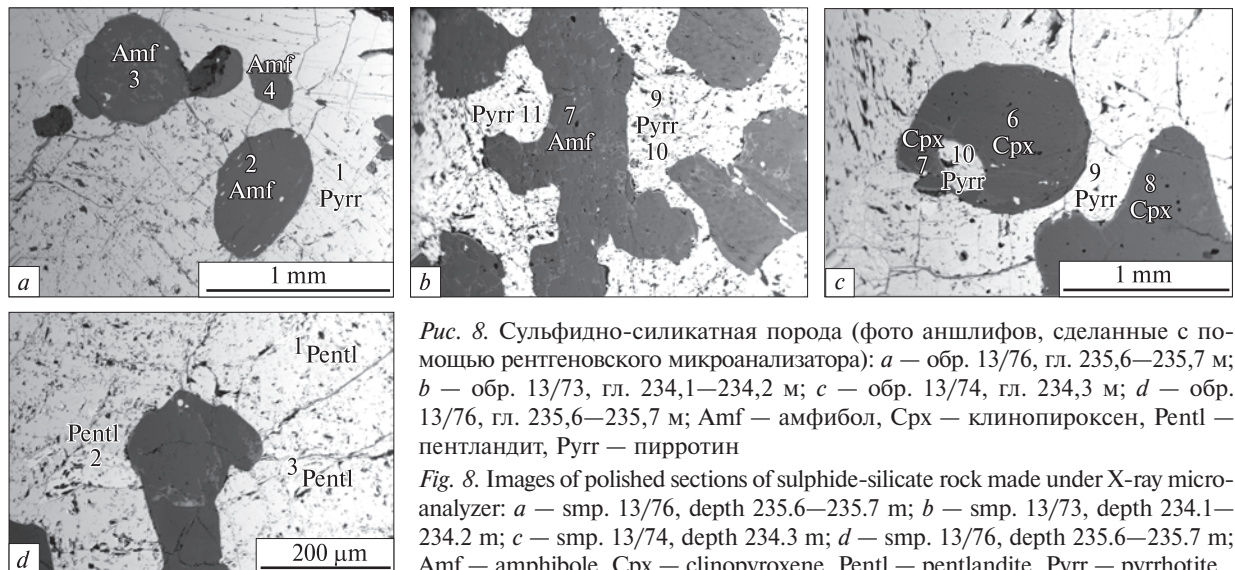 Amf
3
Amf
4
2
Amf
1
Pyrr
a
1 mm
Pyrr 11
7
Amf
9
Pyrr
10
b
6
Cpx
Cpx
7
10
Pyrr
9
Pyrr
8
Cpx
c
1 mm
1 Pentl
Pentl
2
3 Pentl
d
200 μm
Рис. 8. Сульфидно-силикатная порода (фото аншлифов, сделанные с по-
мощью рентгеновского микроанализатора): a — обр. 13/76, гл. 235,6—235,7 м;
b — обр. 13/73, гл. 234,1—234,2 м; c — обр. 13/74, гл. 234,3 м; d — обр.
13/76, гл. 235,6—235,7 м; Amf — амфибол, Cpx — клинопироксен, Pentl —
пентландит, Pyrr — пирротин
Fig. 8. Images of polished sections of sulphide-silicate rock made under X-ray micro-
analyzer: a — smp. 13/76, depth 235.6—235.7 m; b — smp. 13/73, depth 234.1—
234.2 m; c — smp. 13/74, depth 234.3 m; d — smp. 13/76, depth 235.6—235.7 m;
Amf — amphibole, Cpx — clinopyroxene, Pentl — pentlandite, Pyrr — pyrrhotite